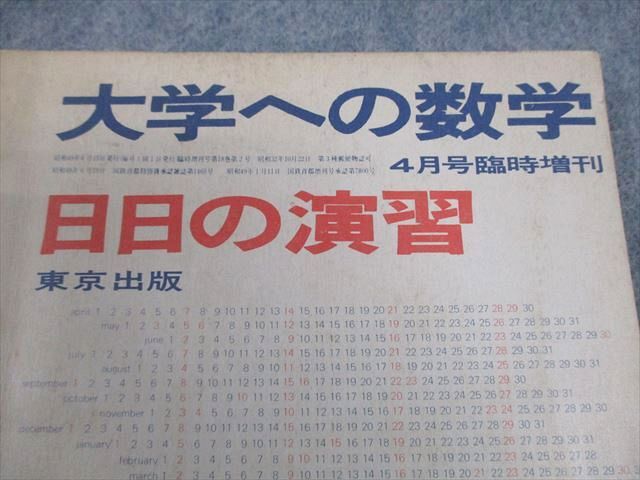 大学への数学
4月号臨時増刊
日日の演習
東京出版
april 1 2 3 4 5 6 7 8 9 10 11 12 13 14 15 16 17 18 19 20 21 22 23 24 25 26 27 28 29 30
may 1 2 3 4 5 6 7 8 9 10 11 12 13 14 15 16 17 18 19 20 21 22 23 24 25 26 27 28 29 30 31
june 1 2 3 4 5 6 7 8 9 10 11 12 13 14 15 16 17 18 19 20 21 22 23 24 25 26 27 28 29 30
july 1 2 3 4 5 6 7 8 9 10 11 12 13 14 15 16 17 18 19 20 21 22 23 24 25 26 27 28 29 30 31
august 1 2 3 4 5 6 7 8 9 10 11 12 13 14 15 16 17 18 19 20 21 22 23 24 25 26 27 28 29 30 31
september 1 2 3 4 5 6 7 8 9 10 11 12 13 14 15 16 17 18 19 20 21 22 23 24 25 26 27 28 29 30
october 1 2 3 4 5 6 7 8 9 10 11 12 13 14 15 16 17 18 19 20 21 22 23 24 25 26 27 28 29 30 31
november 1 2 3 4 5 6 7 8 9 10 11 12 13 14 15 16 17 18 19 20 21 22 23 24 25 26 27 28 29 30
december 1 2 3 4 5 6 7 8 9 10 11 12 13 14 15 16 17 18 19 20 21 22 23 24 25 26 27 28 29 30 31
january 1 2 3 4 5 6 7 8 9 10 11 12 13 14 15 16 17 18 19 20 21 22 23 24 25 26 27 28 29 30 31
february 1 2 3 4 5 6 7 8 9 10 11 12 13 14 15 16 17 18 19 20 21 22 23 24 25 26 27 28
march 1 2 3 4 5 6 7 8 9 10 11 12 13 14 15 16 17 18 19 20 21 22 23 24 25 26 27 28 29 30 31